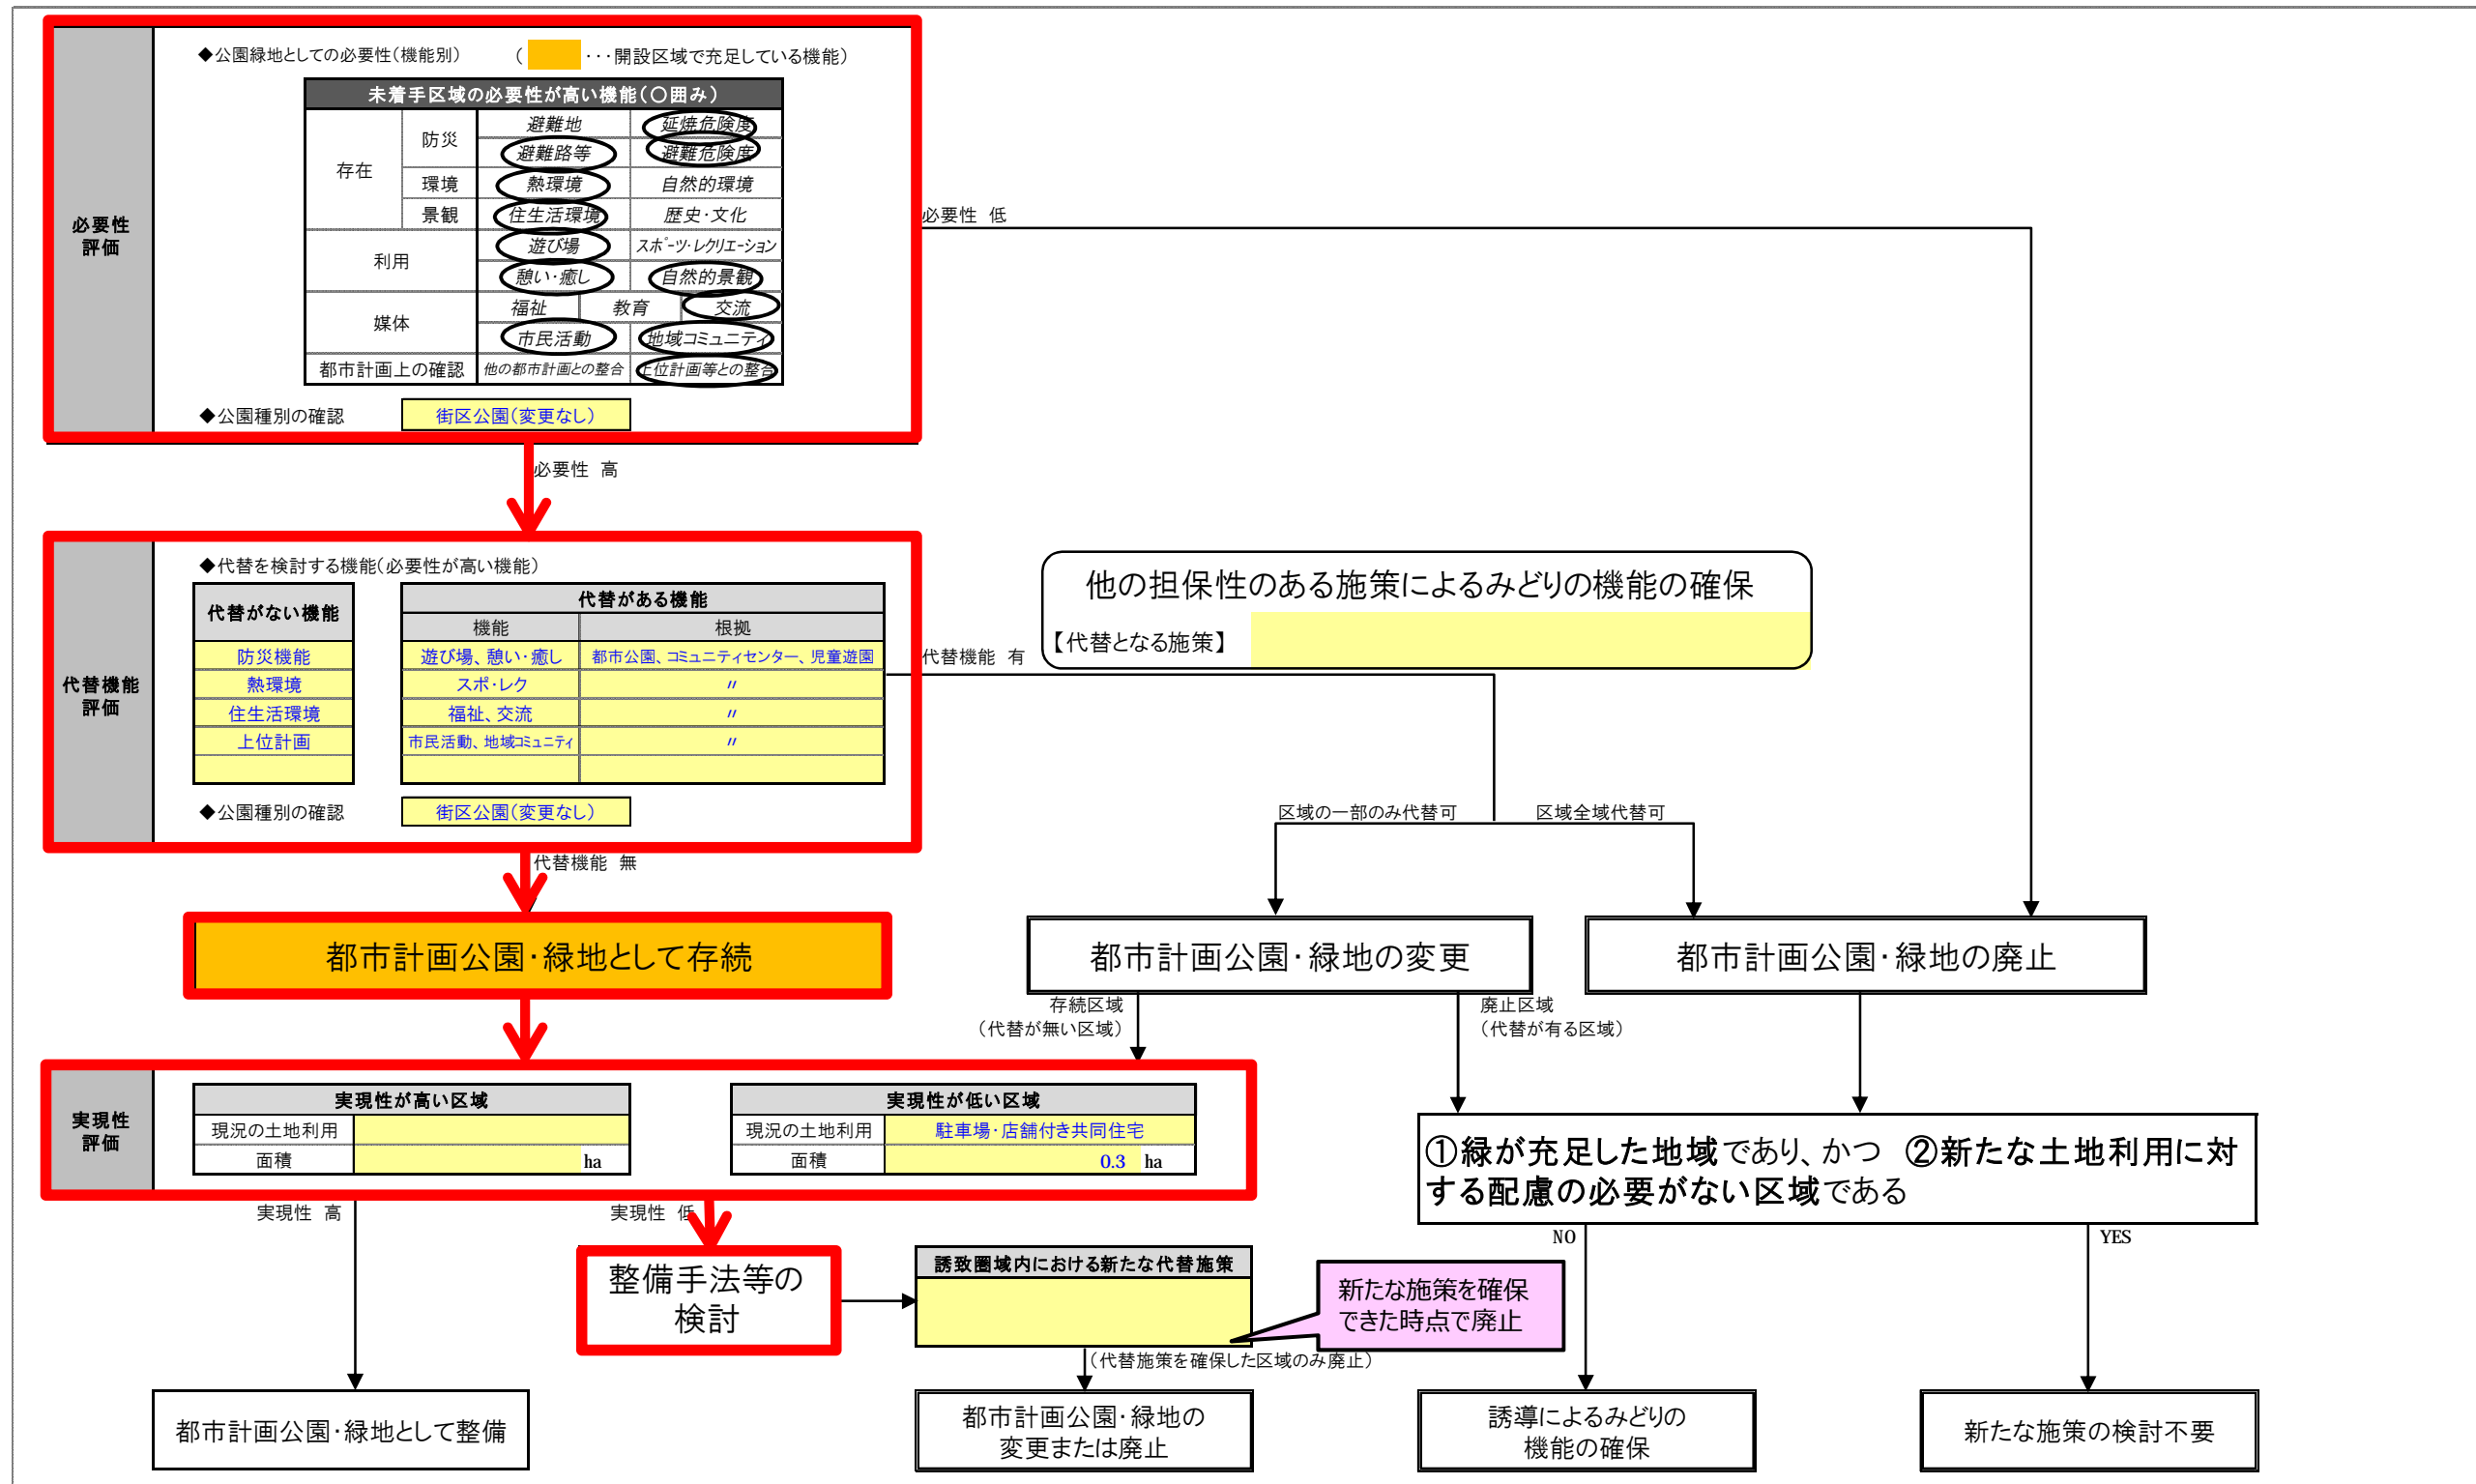 ◆公園緑地としての必要性(機能別)
( ・・・開設区域で充足している機能)
未着手区域の必要性が高い機能(〇囲み)
存在
防災
避難地
延焼危険度
避難路等
避難危険度
環境
熱環境
自然的環境
景観
住生活環境
歴史・文化
利用
遊び場
スポーツ・レクリエーション
憩い・癒し
自然的景観
媒体
福祉
教育
交流
市民活動
地域コミュニティ
都市計画上の確認
他の都市計画との整合
上位計画等との整合
◆公園種別の確認
街区公園(変更なし)
必要性
評価
必要性 低
必要性 高
◆代替を検討する機能(必要性が高い機能)
代替がない機能
防災機能
熱環境
住生活環境
上位計画
代替がある機能
機能
根拠
遊び場、憩い・癒し
都市公園、コミュニティセンター、児童遊園
スポ・レク
〃
福祉、交流
〃
市民活動、地域コミュニティ
〃
◆公園種別の確認
街区公園(変更なし)
代替機能
評価
代替機能 有
他の担保性のある施策によるみどりの機能の確保
【代替となる施策】
区域の一部のみ代替可
区域全域代替可
代替機能 無
都市計画公園・緑地として存続
都市計画公園・緑地の変更
都市計画公園・緑地の廃止
存続区域
(代替が無い区域)
廃止区域
(代替が有る区域)
実現性
評価
実現性が高い区域
現況の土地利用
面積
ha
実現性が低い区域
現況の土地利用
駐車場・店舗付き共同住宅
面積
0.3 ha
①緑が充足した地域であり、かつ ②新たな土地利用に対
する配慮の必要がない区域である
実現性 高
実現性 低
NO
YES
整備手法等の
検討
誘致圏域内における新たな代替施策
新たな施策を確保
できた時点で廃止
(代替施策を確保した区域のみ廃止)
都市計画公園・緑地として整備
都市計画公園・緑地の
変更または廃止
誘導によるみどりの
機能の確保
新たな施策の検討不要